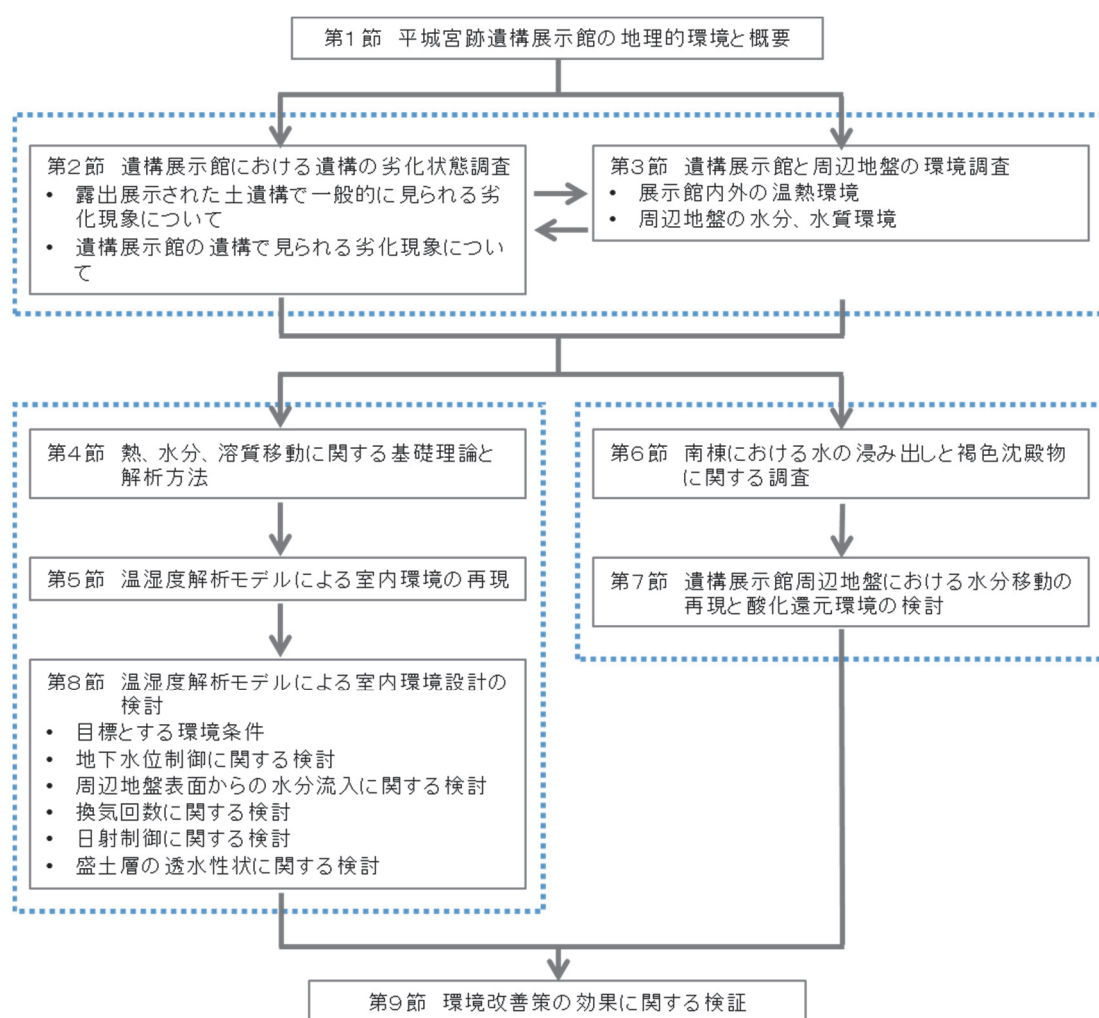 第1節 平城宮跡遺構展示館の地理的環境と概要
第2節 遺構展示館における遺構の劣化状態調査
• 露出展示された土遺構で一般的に見られる劣
化現象について
• 遺構展示館の遺構で見られる劣化現象につい
て
第3節 遺構展示館と周辺地盤の環境調査
• 展示館内外の温熱環境
• 周辺地盤の水分、水質環境
第4節 熱、水分、溶質移動に関する基礎理論と
解析方法
第5節 温湿度解析モデルによる室内環境の再現
第8節 温湿度解析モデルによる室内環境設計の
検討
• 目標とする環境条件
• 地下水位制御に関する検討
• 周辺地盤表面からの水分流入に関する検討
• 換気回数に関する検討
• 日射制御に関する検討
• 盛土層の透水性状に関する検討
第6節 南棟における水の浸み出しと褐色沈殿物
に関する調査
第7節 遺構展示館周辺地盤における水分移動の
再現と酸化還元環境の検討
第9節 環境改善策の効果に関する検証